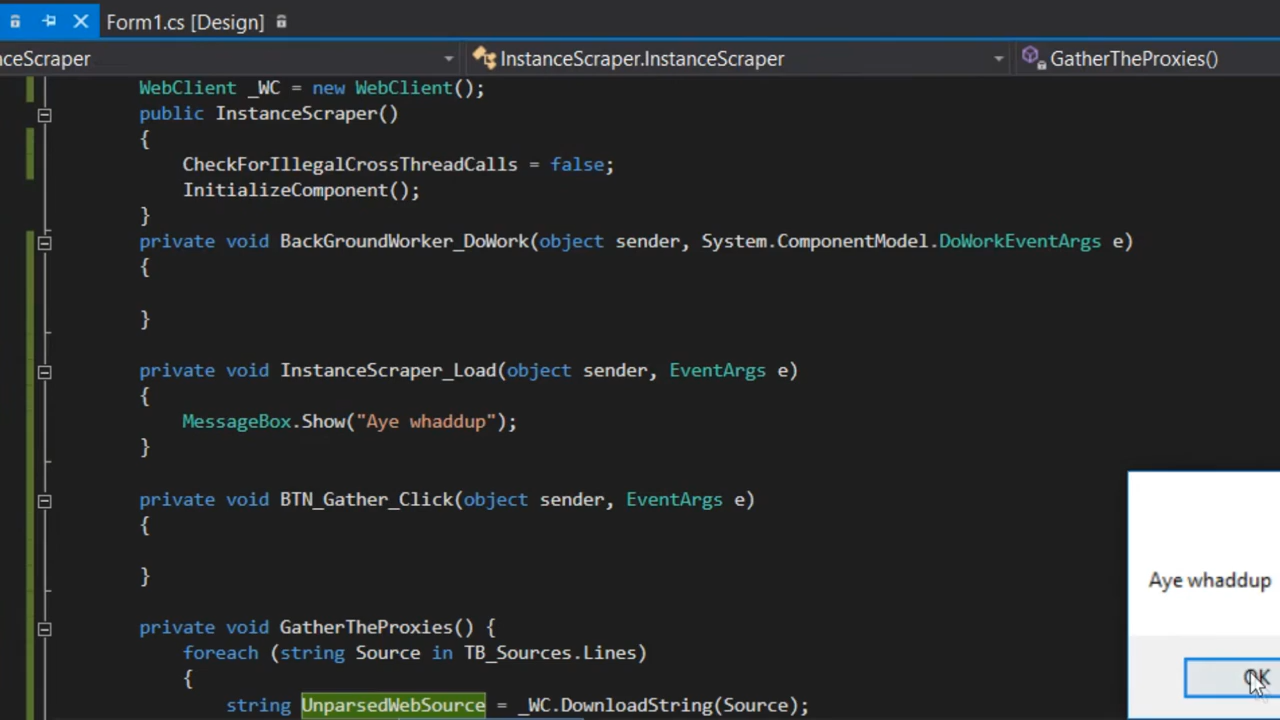 Form1.cs [Design]
nceScraper InstanceScraper.InstanceScraper GatherTheProxies()
WebClient _WC = new WebClient();
public InstanceScraper()
{
CheckForIllegalCrossThreadCalls = false;
InitializeComponent();
}
private void BackGroundWorker_DoWork(object sender, System.ComponentModel.DoWorkEventArgs e)
{
}
private void InstanceScraper_Load(object sender, EventArgs e)
{
MessageBox.Show("Aye whaddup");
}
private void BTN_Gather_Click(object sender, EventArgs e)
{
Aye whaddup
}
private void GatherTheProxies() {
foreach (string Source in TB_Sources.Lines)
{
OK
string UnparsedWebSource = _WC.DownloadString(Source);